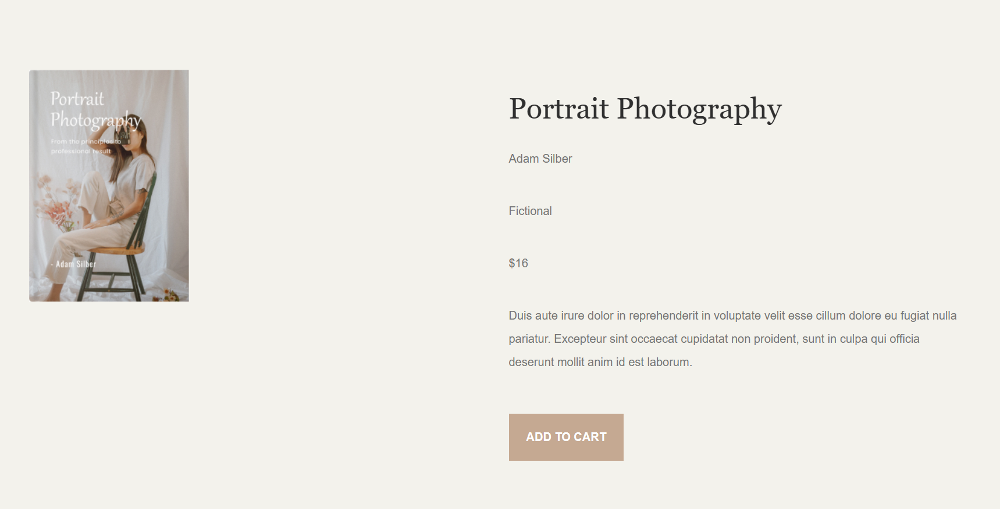 Portrait
Photography
From the principles to
professional result
- Adam Silber
Portrait Photography
Adam Silber
Fictional
$16
Duis aute irure dolor in reprehenderit in voluptate velit esse cillum dolore eu fugiat nulla
pariatur. Excepteur sint occaecat cupidatat non proident, sunt in culpa qui officia
deserunt mollit anim id est laborum.
ADD TO CART